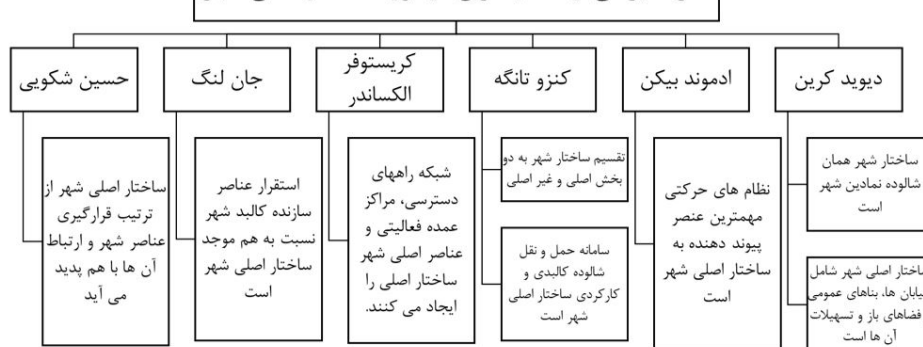 دیوید کرین
ساختار شهر همان
شالوده نمادین شهر
است
ساختار اصلی شهر شامل
خیابان ها، بناهای عمومی
فضاهای باز و تسهیلات
آن ها است
ادموند بیکن
نظام های حرکتی
مهمترین عنصر
پیوند دهنده به
ساختار اصلی شهر
است
کنزو تانگه
تقسیم ساختار شهر به دو
بخش اصلی و غیر اصلی
سامانه حمل و نقل
شالوده کالبدی و
کارکردی ساختار اصلی
شهر است
کریستوفر
الکساندر
شبکه راههای
دسترسی، مراکز
عمده فعالیتی و
عناصر اصلی شهر
ساختار اصلی را
ایجاد می کنند.
جان لنگ
استقرار عناصر
سازنده کالبد شهر
نسبت به هم موجد
ساختار اصلی شهر
است
حسین شکویی
ساختار اصلی شهر از
ترتیب قرارگیری
عناصر شهر و ارتباط
آن ها با هم پدید
می آید